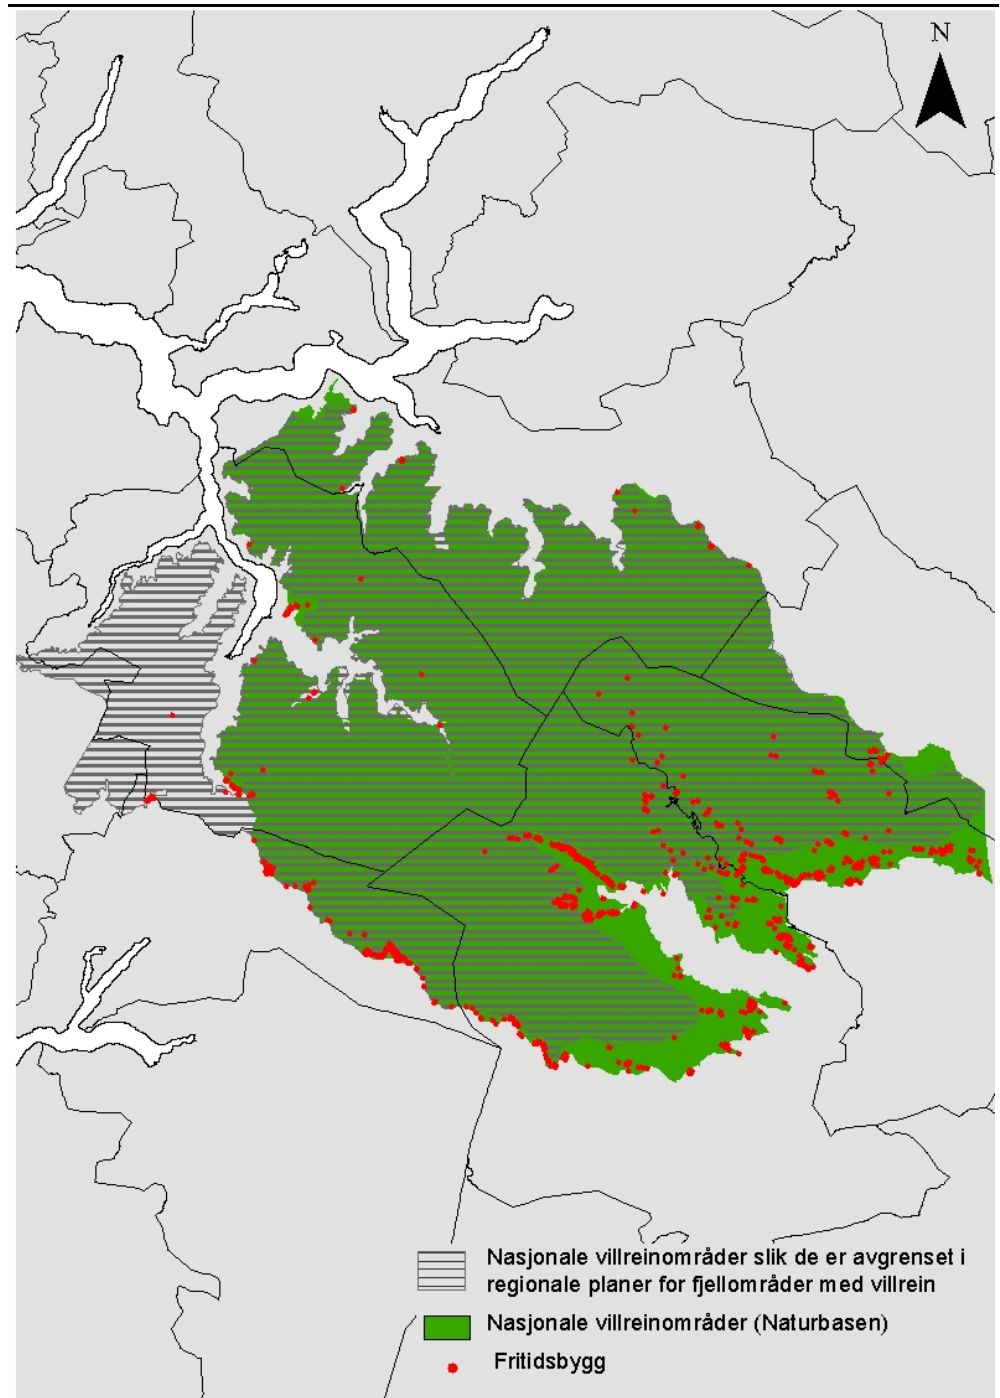 N
Nasjonale villreinområder slik de er avgrenset i
regionale planer for fjellområder med villrein
Nasjonale villreinområder (Naturbasen)
Fritidsbygg